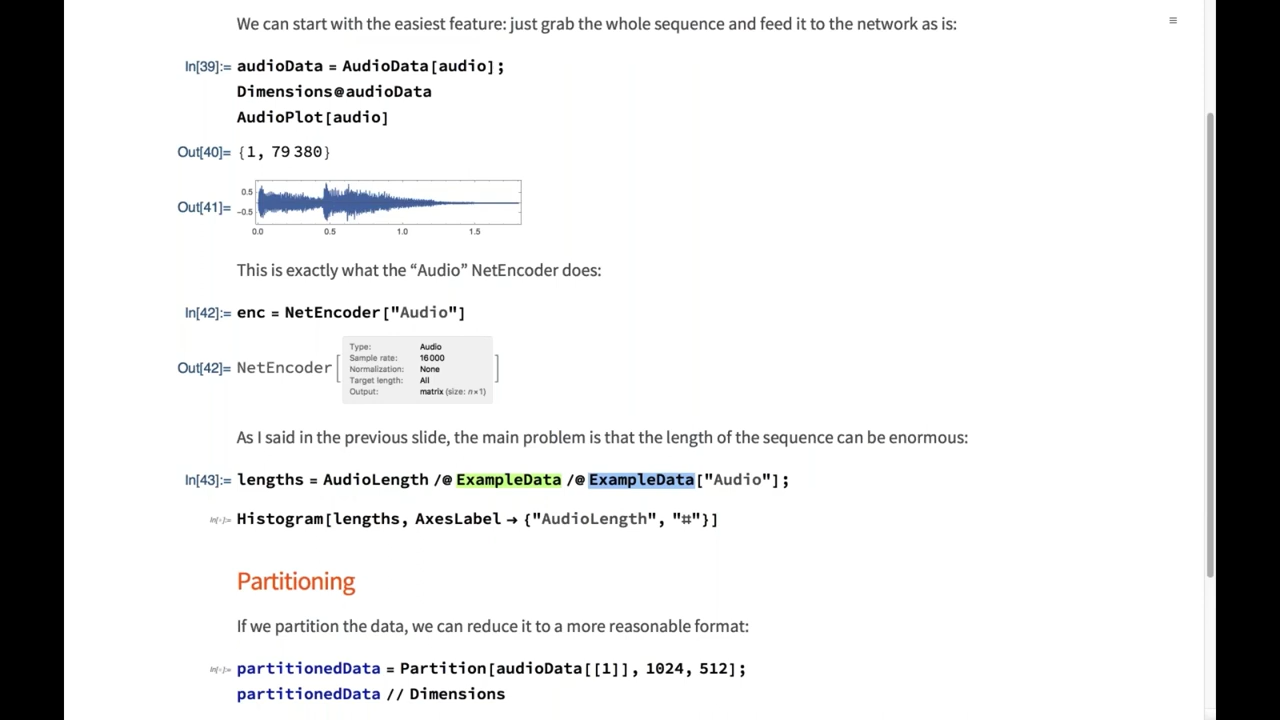 We can start with the easiest feature: just grab the whole sequence and feed it to the network as is:
≡
In[39]:= audioData = AudioData[audio];
Dimensions@audioData
AudioPlot[audio]
Out[40]= {1, 79 380}
Out[41]=
0.5
-0.5
0.0 0.5 1.0 1.5
This is exactly what the “Audio” NetEncoder does:
In[42]:= enc = NetEncoder["Audio"]
Out[42]= NetEncoder[
Type: Audio
Sample rate: 16 000
Normalization: None
Target length: All
Output: matrix (size: n×1)
]
As I said in the previous slide, the main problem is that the length of the sequence can be enormous:
In[43]:= lengths = AudioLength /@ ExampleData /@ ExampleData["Audio"];
In[·]:= Histogram[lengths, AxesLabel → {"AudioLength", "#"}]
Partitioning
If we partition the data, we can reduce it to a more reasonable format:
In[·]:= partitionedData = Partition[audioData[[1]], 1024, 512];
partitionedData // Dimensions